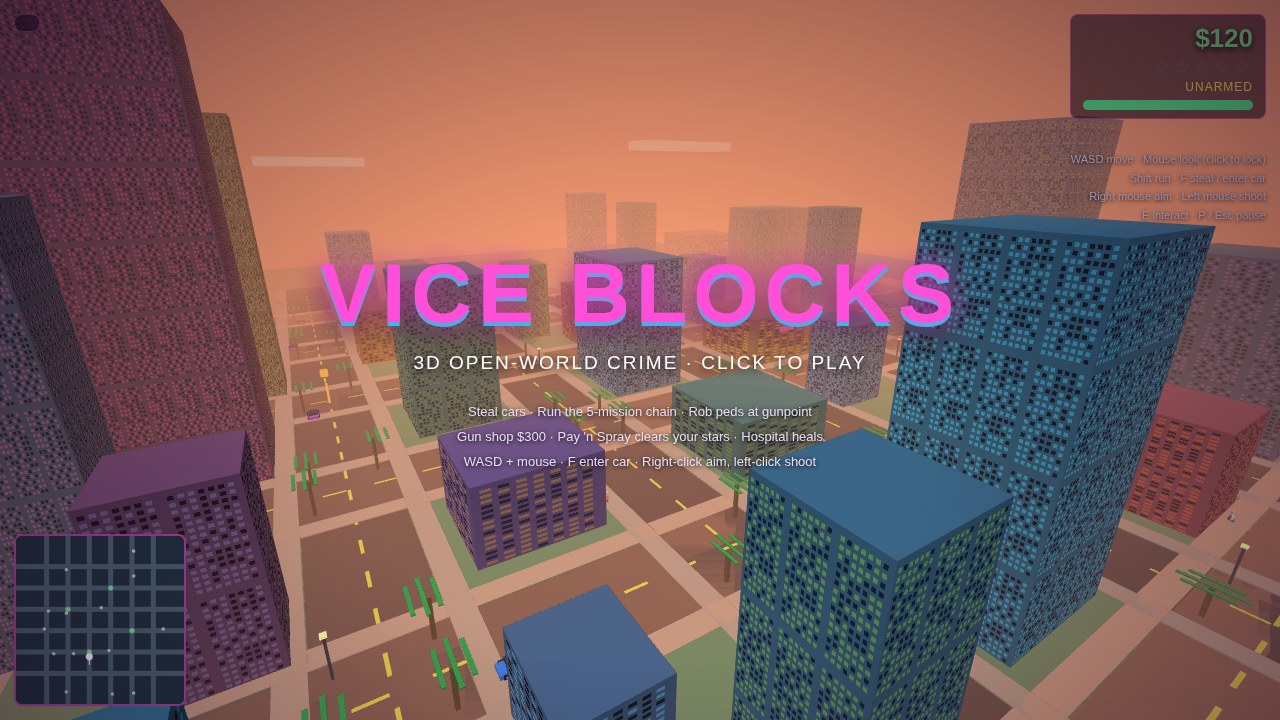 $120
☆☆☆☆☆
UNARMED
WASD move · Mouse look (click to lock)
Shift run · F steal / enter car
Right mouse aim · Left mouse shoot
E interact · P / Esc pause
VICE BLOCKS
3D OPEN-WORLD CRIME · CLICK TO PLAY
Steal cars · Run the 5-mission chain · Rob peds at gunpoint
Gun shop $300 · Pay 'n Spray clears your stars · Hospital heals
WASD + mouse · F enter car · Right-click aim, left-click shoot